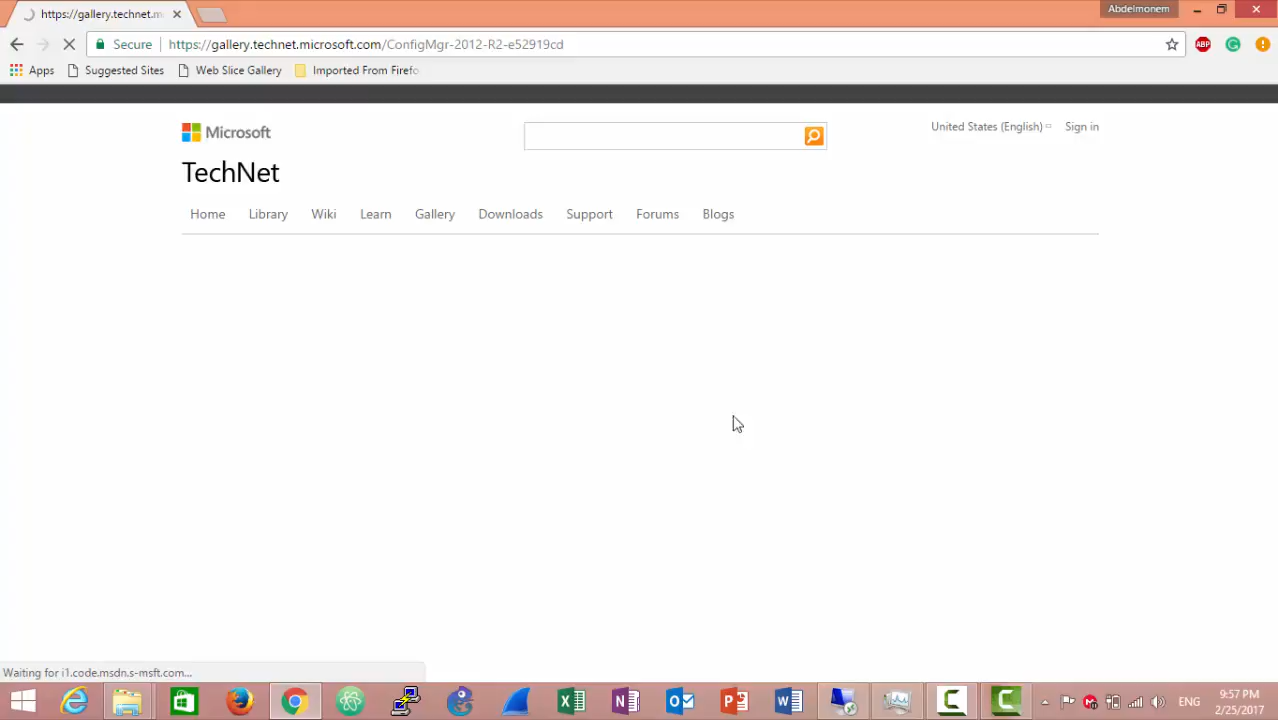 https://gallery.technet.m
Abdelmonem
Secure
https://gallery.technet.microsoft.com/ConfigMgr-2012-R2-e52919cd
ABP
Apps
Suggested Sites
Web Slice Gallery
Imported From Firefo
Microsoft
United States (English)
Sign in
TechNet
Home
Library
Wiki
Learn
Gallery
Downloads
Support
Forums
Blogs
Waiting for i1.code.msdn.s-msft.com...
ENG
9:57 PM
2/25/2017